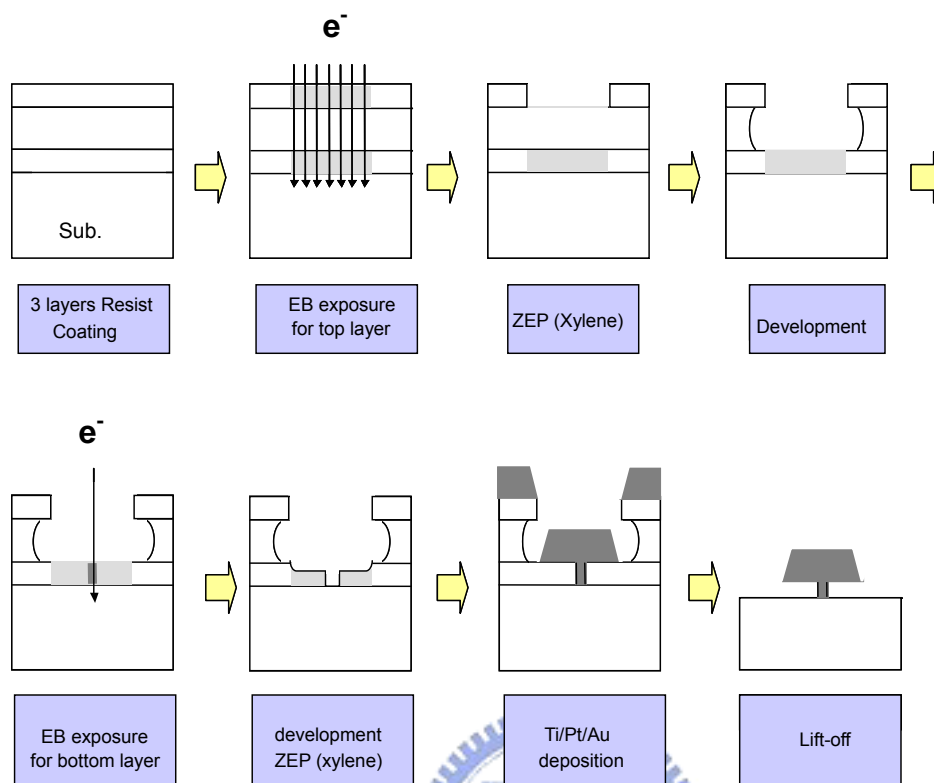 e-
Sub.
3 layers Resist
Coating
EB exposure
for top layer
ZEP (Xylene)
Development
e-
EB exposure
for bottom layer
development
ZEP (xylene)
Ti/Pt/Au
deposition
Lift-off